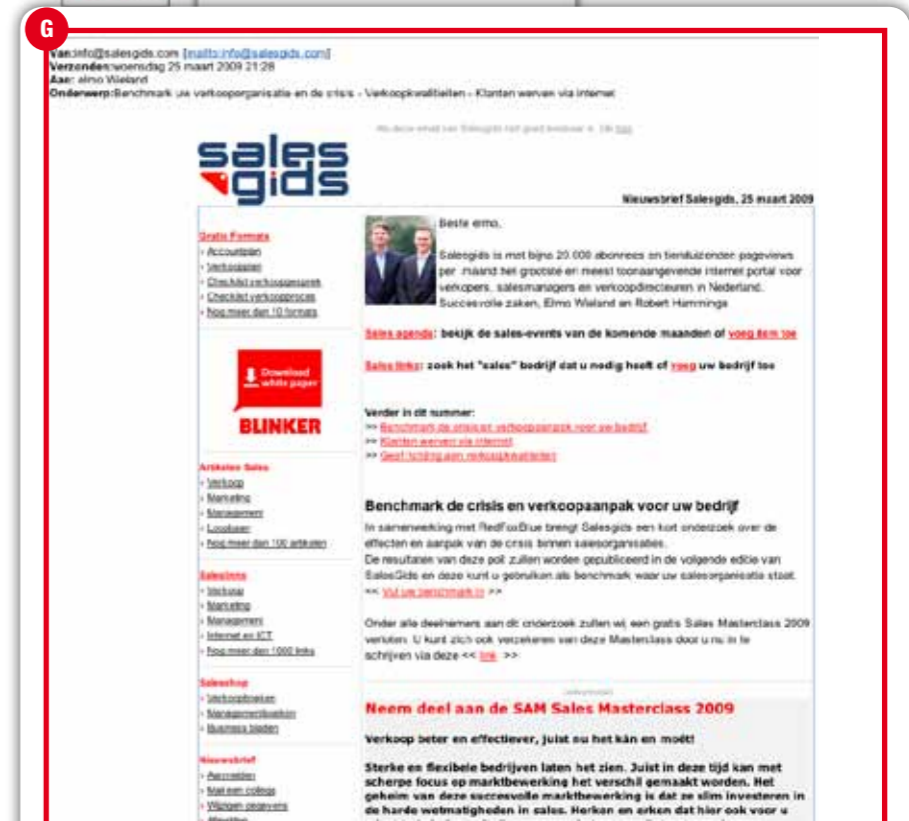 G
Van:info@salesgids.com [mailto:info@salesgids.com]
Verzonden:woensdag 25 maart 2009 21:28
Aan: elmo Wieland
Onderwerp:Benchmark uw verkooporganisatie en de crisis - Verkoopkwaliteiten - Klanten werven via internet
sales
gids
Nieuwsbrief Salesgids, 25 maart 2009
Gratis Formats
Accountplan
Verkoopplan
Checklist verkoopgesprek
Checklist verkoopproces
Nog meer dan 10 formats
Download
white paper
BLINKER
Artikelen Sales
Verkoop
Marketing
Management
Loopbaan
Nog meer dan 100 artikelen
Saleslinks
Verkoop
Marketing
Management
Internet en ICT
Nog meer dan 1000 links
Salesshop
Verkoopboeken
Managementboeken
Business bladen
Nieuwsbrief
Aanmelden
Mail een collega
Wijzigen gegevens
Beste elmo,
Salesgids is met bijna 20.000 abonnees en tienduizenden pageviews
per maand het grootste en meest toonaangevende internet portal voor
verkopers, salesmanagers en verkoopdirecteuren in Nederland.
Succesvolle zaken, Elmo Wieland en Robert Hamminga
Sales agenda: bekijk de sales-events van de komende maanden of voeg item toe
Sales links: zoek het "sales" bedrijf dat u nodig heeft of voeg uw bedrijf toe
Verder in dit nummer:
>> Benchmark de crisis en verkoopaanpak voor uw bedrijf
>> Klanten werven via internet
>> Geef richting aan verkoopkwaliteiten
Benchmark de crisis en verkoopaanpak voor uw bedrijf
In samenwerking met RedFoxBlue brengt Salesgids een kort onderzoek over de
effecten en aanpak van de crisis binnen salesorganisaties.
De resultaten van deze poll zullen worden gepubliceerd in de volgende editie van
SalesGids en deze kunt u gebruiken als benchmark waar uw salesorganisatie staat.
<< Vul uw benchmark in >>
Onder alle deelnemers aan dit onderzoek zullen wij een gratis Sales Masterclass 2009
verloten. U kunt zich ook verzekeren van deze Masterclass door u nu in te
schrijven via deze << link >>
Neem deel aan de SAM Sales Masterclass 2009
Verkoop beter en effectiever, juist nu het kán en moét!
Sterke en flexibele bedrijven laten het zien. Juist in deze tijd kan met
scherpe focus op marktbewerking het verschil gemaakt worden. Het
geheim van deze succesvolle marktbewerking is dat ze slim investeren in
de harde wetmatigheden in sales. Herken en erken dat hier ook voor u